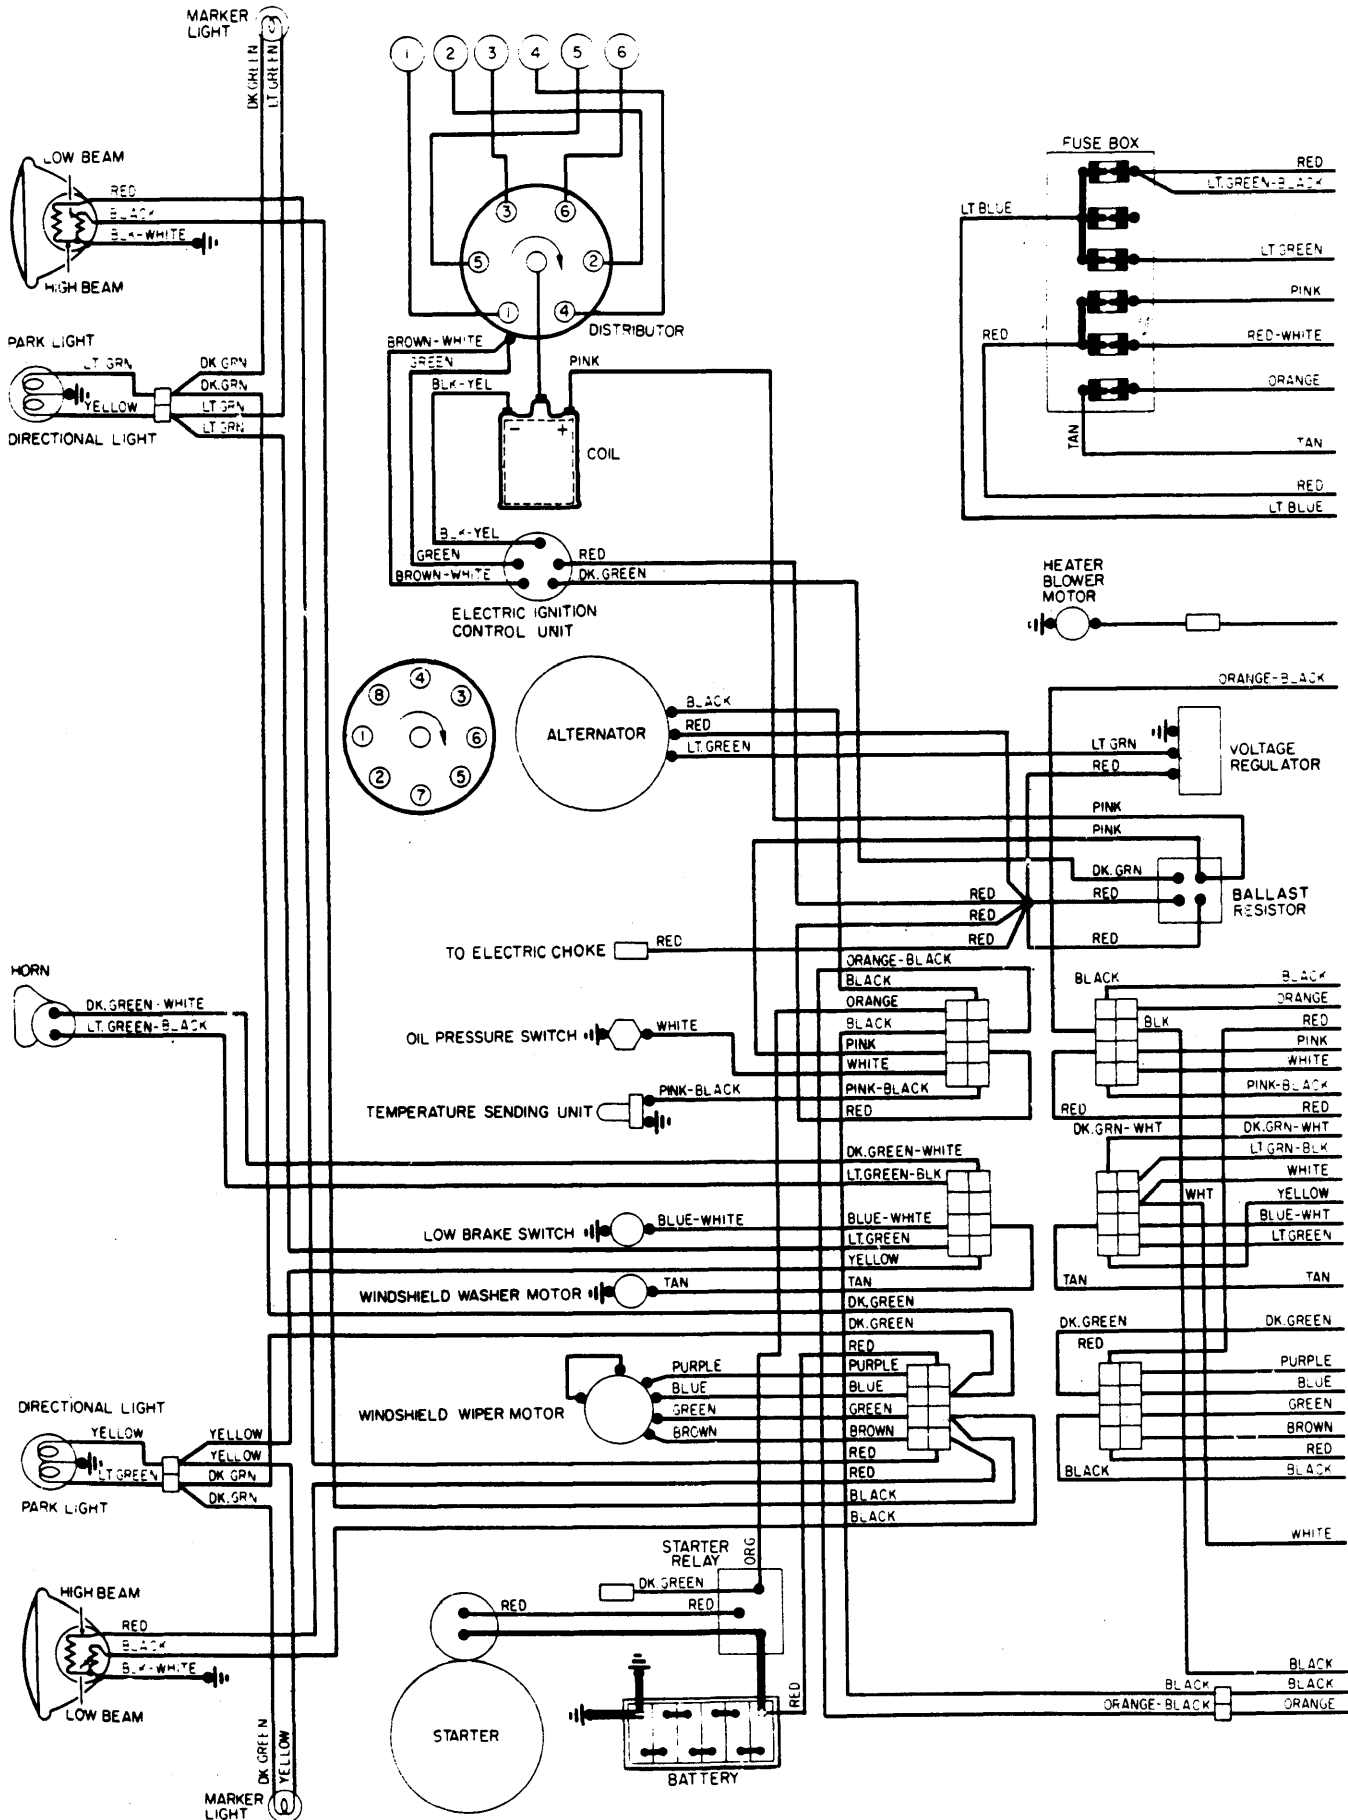 MARKER
LIGHT
DK.GREEN
LT.GREEN
1 2 3 4 5 6
LOW BEAM
RED
BLACK
BLK-WHITE
HIGH BEAM
3 6
5 2
1 4
DISTRIBUTOR
BROWN-WHITE
GREEN
BLK-YEL
PINK
- +
COIL
FUSE BOX
RED
LT.GREEN-BLACK
LT.BLUE
LT.GREEN
PINK
RED
RED-WHITE
ORANGE
TAN
TAN
RED
LT.BLUE
PARK LIGHT
LT.GRN
YELLOW
DK.GRN
DK.GRN
LT.GRN
LT.GRN
DIRECTIONAL LIGHT
BLK-YEL
GREEN
BROWN-WHITE
RED
DK.GREEN
ELECTRIC IGNITION
CONTROL UNIT
HEATER
BLOWER
MOTOR
ORANGE-BLACK
4
8 3
1 6
2 5
7
ALTERNATOR
BLACK
RED
LT.GREEN
LT.GRN
RED
VOLTAGE
REGULATOR
PINK
PINK
DK.GRN
RED
RED
BALLAST
RESISTOR
RED
RED
RED
TO ELECTRIC CHOKE
RED
HORN
DK.GREEN-WHITE
LT.GREEN-BLACK
ORANGE-BLACK
BLACK
ORANGE
BLACK
PINK
WHITE
PINK-BLACK
RED
OIL PRESSURE SWITCH
WHITE
TEMPERATURE SENDING UNIT
PINK-BLACK
BLACK
BLK
RED
BLACK
ORANGE
RED
PINK
WHITE
PINK-BLACK
RED
DK.GRN-WHT
DK.GRN-WHT
LT.GRN-BLK
WHITE
WHT
YELLOW
BLUE-WHT
LT.GREEN
TAN
TAN
DK.GREEN-WHITE
LT.GREEN-BLK
LOW BRAKE SWITCH
BLUE-WHITE
BLUE-WHITE
LT.GREEN
YELLOW
WINDSHIELD WASHER MOTOR
TAN
TAN
DK.GREEN
DK.GREEN
RED
PURPLE
PURPLE
BLUE
BLUE
GREEN
GREEN
BROWN
BROWN
RED
RED
BLACK
BLACK
WINDSHIELD WIPER MOTOR
DK.GREEN
RED
DK.GREEN
PURPLE
BLUE
GREEN
BROWN
RED
BLACK
BLACK
WHITE
DIRECTIONAL LIGHT
YELLOW
LT.GREEN
YELLOW
YELLOW
DK.GRN
DK.GRN
PARK LIGHT
STARTER
RELAY
ORG
DK.GREEN
RED
RED
HIGH BEAM
RED
BLACK
BLK-WHITE
LOW BEAM
DK.GREEN
YELLOW
MARKER
LIGHT
STARTER
RED
BATTERY
BLACK
ORANGE-BLACK
BLACK
BLACK
ORANGE